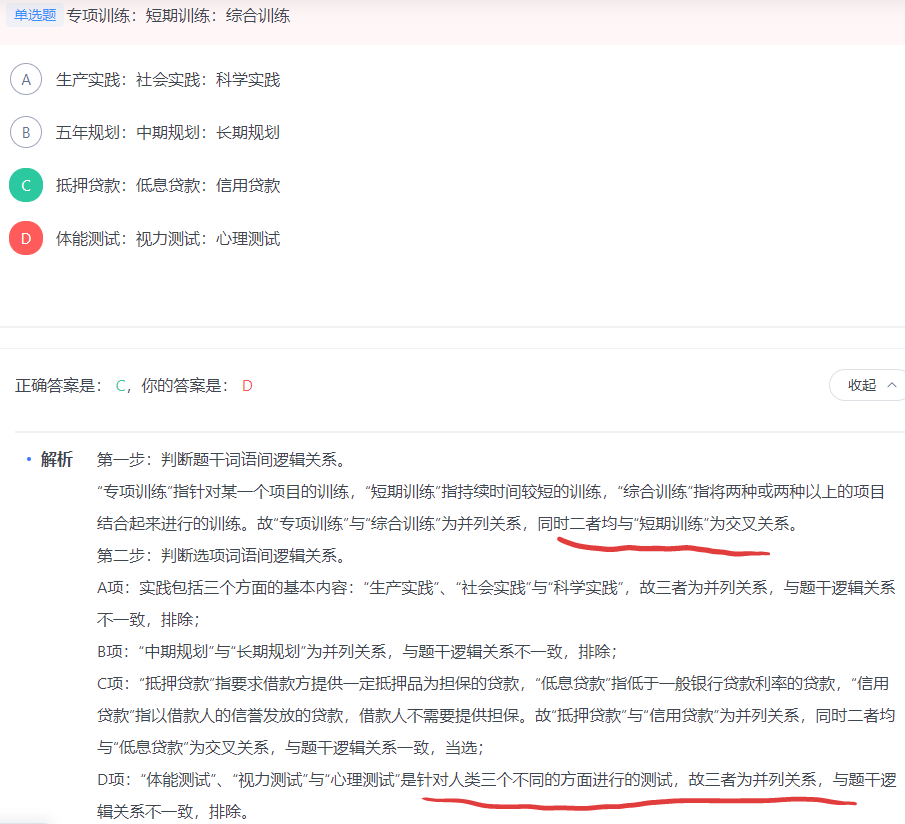 单选题 专项训练：短期训练：综合训练
A 生产实践：社会实践：科学实践
B 五年规划：中期规划：长期规划
C 抵押贷款：低息贷款：信用贷款
D 体能测试：视力测试：心理测试
正确答案是：C，你的答案是：D
收起
• 解析 第一步：判断题干词语间逻辑关系。
“专项训练”指针对某一个项目的训练，“短期训练”指持续时间较短的训练，“综合训练”指将两种或两种以上的项目
结合起来进行的训练。故“专项训练”与“综合训练”为并列关系，同时二者均与“短期训练”为交叉关系。
第二步：判断选项词语间逻辑关系。
A项：实践包括三个方面的基本内容：“生产实践”、“社会实践”与“科学实践”，故三者为并列关系，与题干逻辑关系
不一致，排除；
B项：“中期规划”与“长期规划”为并列关系，与题干逻辑关系不一致，排除；
C项：“抵押贷款”指要求借款方提供一定抵押品为担保的贷款，“低息贷款”指低于一般银行贷款利率的贷款，“信用
贷款”指以借款人的信誉发放的贷款，借款人不需要提供担保。故“抵押贷款”与“信用贷款”为并列关系，同时二者均
与“低息贷款”为交叉关系，与题干逻辑关系一致，当选；
D项：“体能测试”、“视力测试”与“心理测试”是针对人类三个不同的方面进行的测试，故三者为并列关系，与题干逻
辑关系不一致，排除。